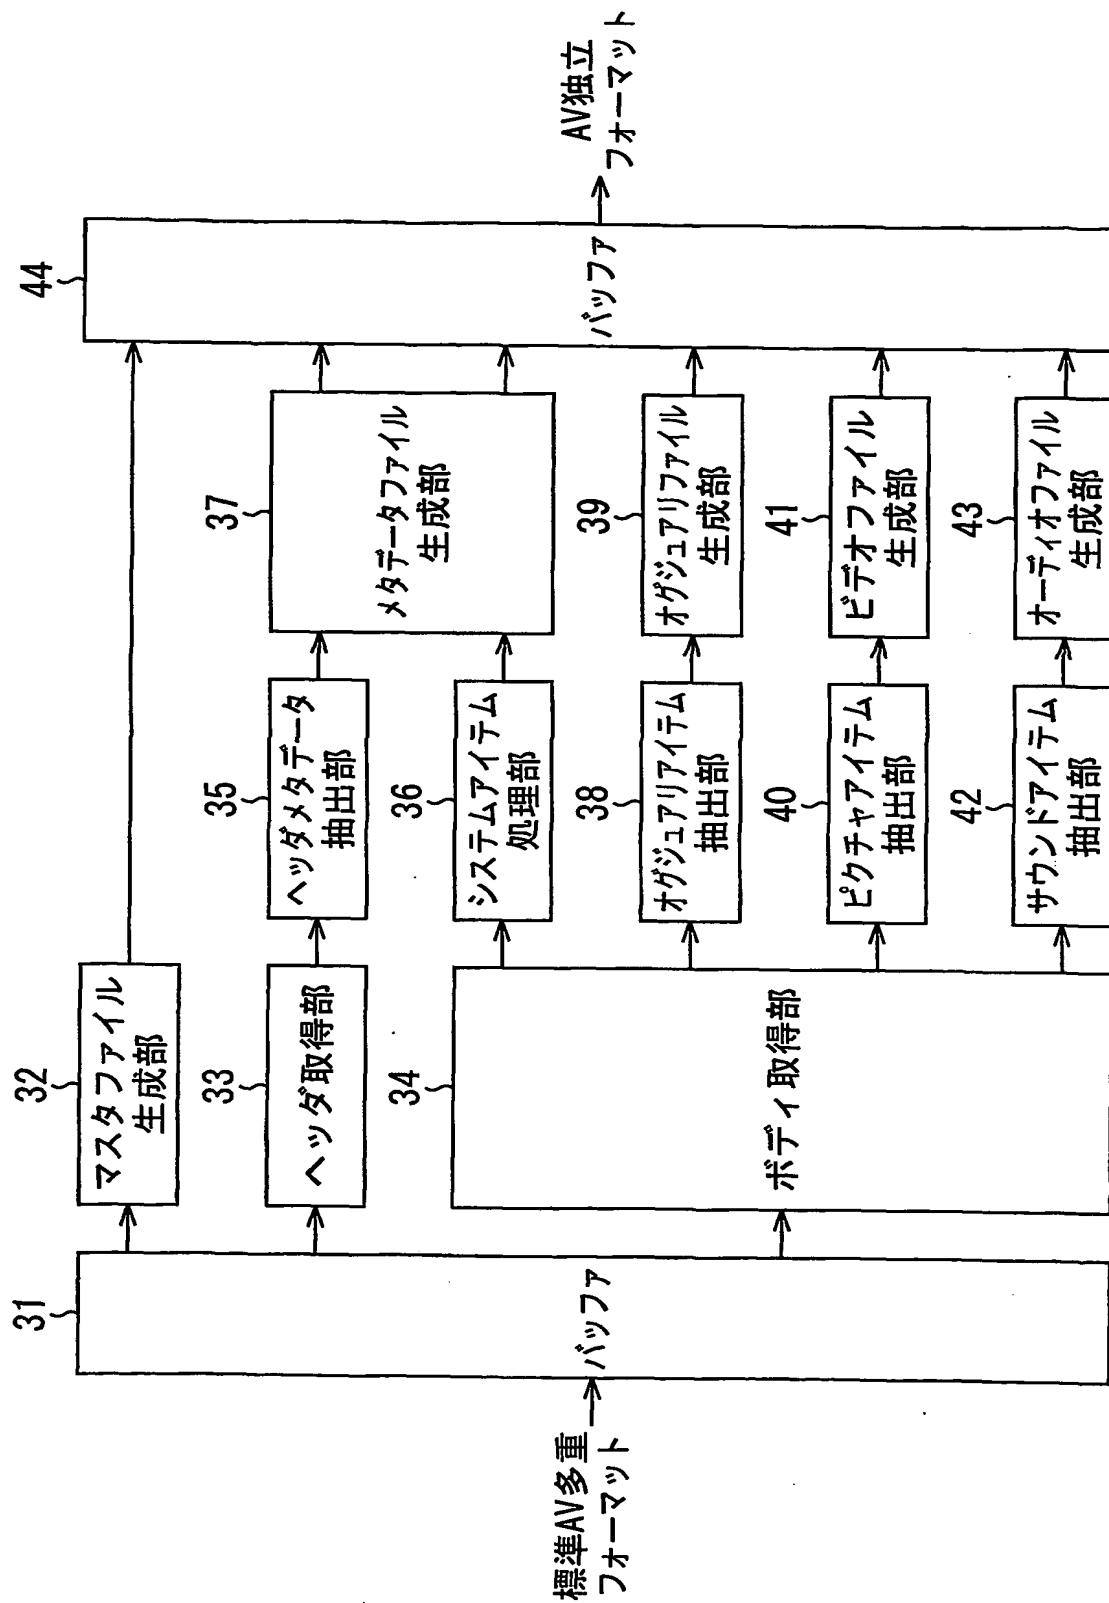 標準AV多重
フォーマット
31
バッファ
32
マスタファイル
生成部
33
ヘッダ取得部
34
ボディ取得部
35
ヘッダメタデータ
抽出部
36
システムアイテム
処理部
38
オグジュアリアイテム
抽出部
40
ピクチャアイテム
抽出部
42
サウンドアイテム
抽出部
37
メタデータファイル
生成部
39
オグジュアリファイル
生成部
41
ビデオファイル
生成部
43
オーディオファイル
生成部
44
バッファ
AV独立
フォーマット